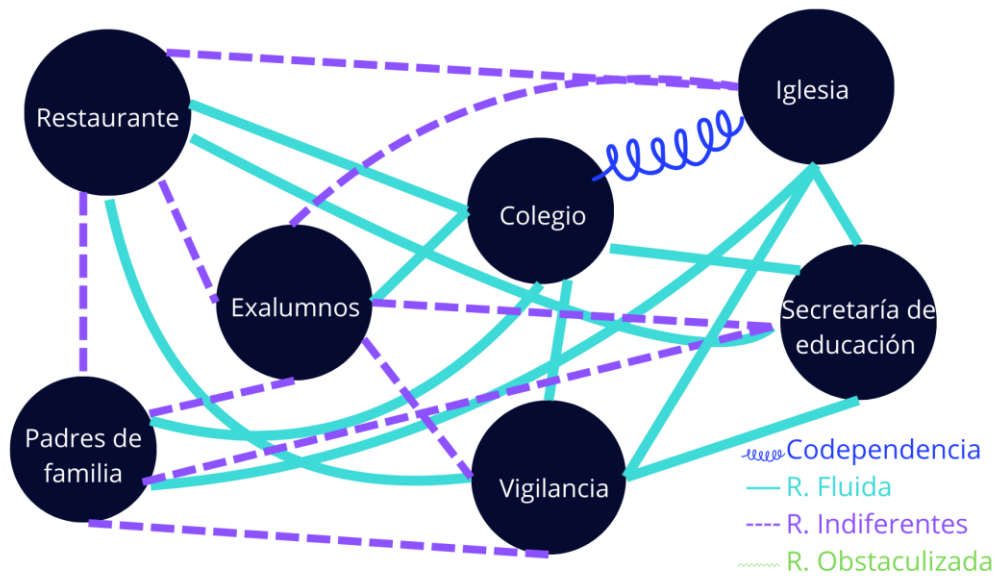 Restaurante
Iglesia
Colegio
Exalumnos
Secretaría de
educación
Padres de
familia
Vigilancia
Codependencia
R. Fluida
R. Indiferentes
R. Obstaculizada